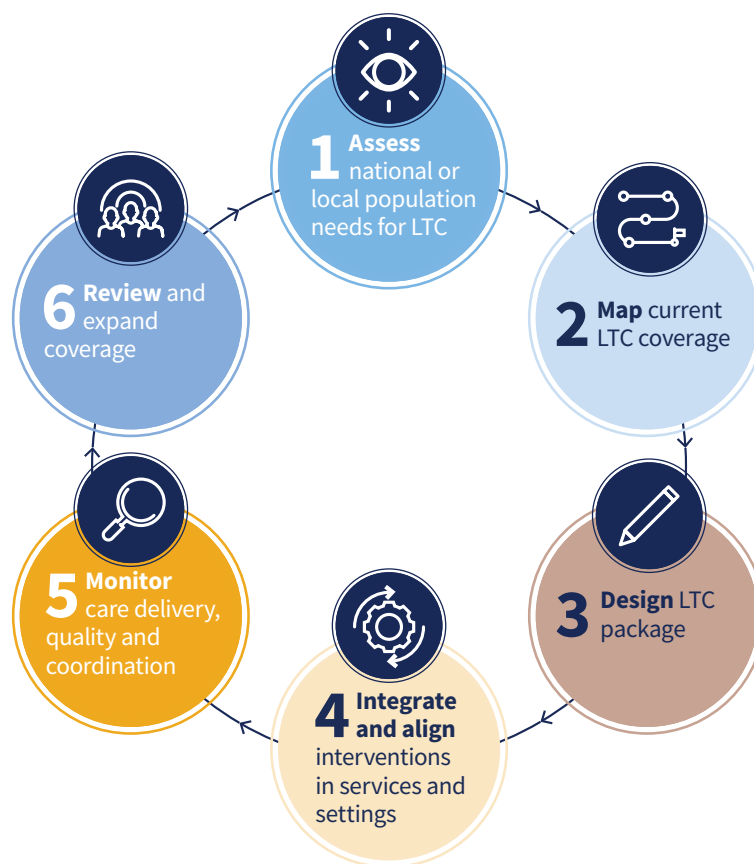 1 Assess
national or
local population
needs for LTC
2 Map current
LTC coverage
3 Design LTC
package
4 Integrate
and align
interventions
in services and
settings
5 Monitor
care delivery,
quality and
coordination
6 Review and
expand
coverage